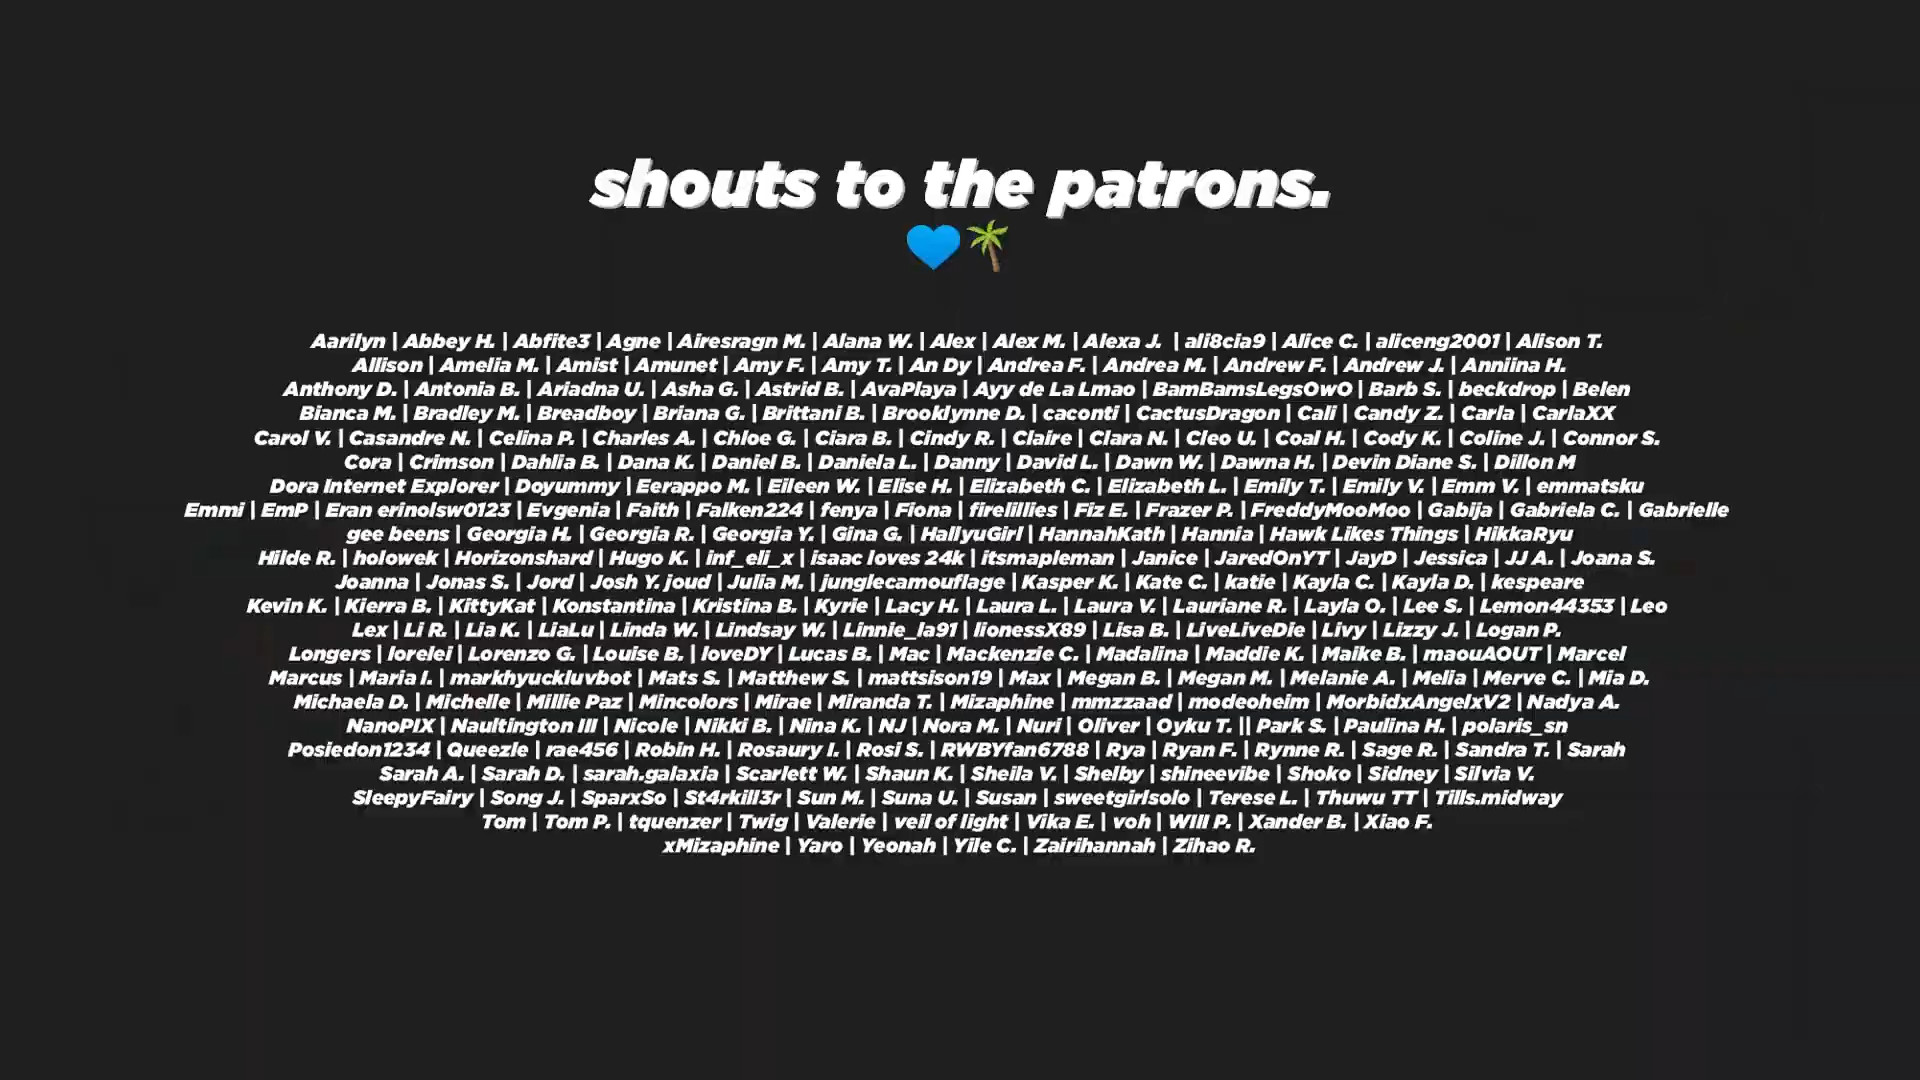 shouts to the patrons.
💙🌴
Aarilyn | Abbey H. | Abfite3 | Agne | Airesragn M. | Alana W. | Alex | Alex M. | Alexa J. | ali8cia9 | Alice C. | aliceng2001 | Alison T.
Allison | Amelia M. | Amist | Amunet | Amy F. | Amy T. | An Dy | Andrea F. | Andrea M. | Andrew F. | Andrew J. | Anniina H.
Anthony D. | Antonia B. | Ariadna U. | Asha G. | Astrid B. | AvaPlaya | Ayy de La Lmao | BamBamsLegsOwO | Barb S. | beckdrop | Belen
Bianca M. | Bradley M. | Breadboy | Briana G. | Brittani B. | Brooklynne D. | caconti | CactusDragon | Cali | Candy Z. | Carla | CarlaXX
Carol V. | Casandre N. | Celina P. | Charles A. | Chloe G. | Ciara B. | Cindy R. | Claire | Clara N. | Cleo U. | Coal H. | Cody K. | Coline J. | Connor S.
Cora | Crimson | Dahlia B. | Dana K. | Daniel B. | Daniela L. | Danny | David L. | Dawn W. | Dawna H. | Devin Diane S. | Dillon M
Dora Internet Explorer | Doyummy | Eerappo M. | Eileen W. | Elise H. | Elizabeth C. | Elizabeth L. | Emily T. | Emily V. | Emm V. | emmatsku
Emmi | EmP | Eran erinolsw0123 | Evgenia | Faith | Falken224 | fenya | Fiona | firelillies | Fiz E. | Frazer P. | FreddyMooMoo | Gabija | Gabriela C. | Gabrielle
gee beens | Georgia H. | Georgia R. | Georgia Y. | Gina G. | HallyuGirl | HannahKath | Hannia | Hawk Likes Things | HikkaRyu
Hilde R. | holowek | Horizonshard | Hugo K. | inf_eli_x | isaac loves 24k | itsmapleman | Janice | JaredOnYT | JayD | Jessica | JJ A. | Joana S.
Joanna | Jonas S. | Jord | Josh Y. joud | Julia M. | junglecamouflage | Kasper K. | Kate C. | katie | Kayla C. | Kayla D. | kespeare
Kevin K. | Kierra B. | KittyKat | Konstantina | Kristina B. | Kyrie | Lacy H. | Laura L. | Laura V. | Lauriane R. | Layla O. | Lee S. | Lemon44353 | Leo
Lex | Li R. | Lia K. | LiaLu | Linda W. | Lindsay W. | Linnie_la91 | lionessX89 | Lisa B. | LiveLiveDie | Livy | Lizzy J. | Logan P.
Longers | lorelei | Lorenzo G. | Louise B. | loveDY | Lucas B. | Mac | Mackenzie C. | Madalina | Maddie K. | Maike B. | maouAOUT | Marcel
Marcus | Maria I. | markhyuckluvbot | Mats S. | Matthew S. | mattsison19 | Max | Megan B. | Megan M. | Melanie A. | Melia | Merve C. | Mia D.
Michaela D. | Michelle | Millie Paz | Mincolors | Mirae | Miranda T. | Mizaphine | mmzzaad | modeoheim | MorbidxAngelxV2 | Nadya A.
NanoPIX | Naultington III | Nicole | Nikki B. | Nina K. | NJ | Nora M. | Nuri | Oliver | Oyku T. || Park S. | Paulina H. | polaris_sn
Posiedon1234 | Queezle | rae456 | Robin H. | Rosaury I. | Rosi S. | RWBYfan6788 | Rya | Ryan F. | Rynne R. | Sage R. | Sandra T. | Sarah
Sarah A. | Sarah D. | sarah.galaxia | Scarlett W. | Shaun K. | Sheila V. | Shelby | shineevibe | Shoko | Sidney | Silvia V.
SleepyFairy | Song J. | SparxSo | St4rkill3r | Sun M. | Suna U. | Susan | sweetgirlsolo | Terese L. | Thuwu TT | Tills.midway
Tom | Tom P. | tquenzer | Twig | Valerie | veil of light | Vika E. | voh | WIll P. | Xander B. | Xiao F.
xMizaphine | Yaro | Yeonah | Yile C. | Zairihannah | Zihao R.